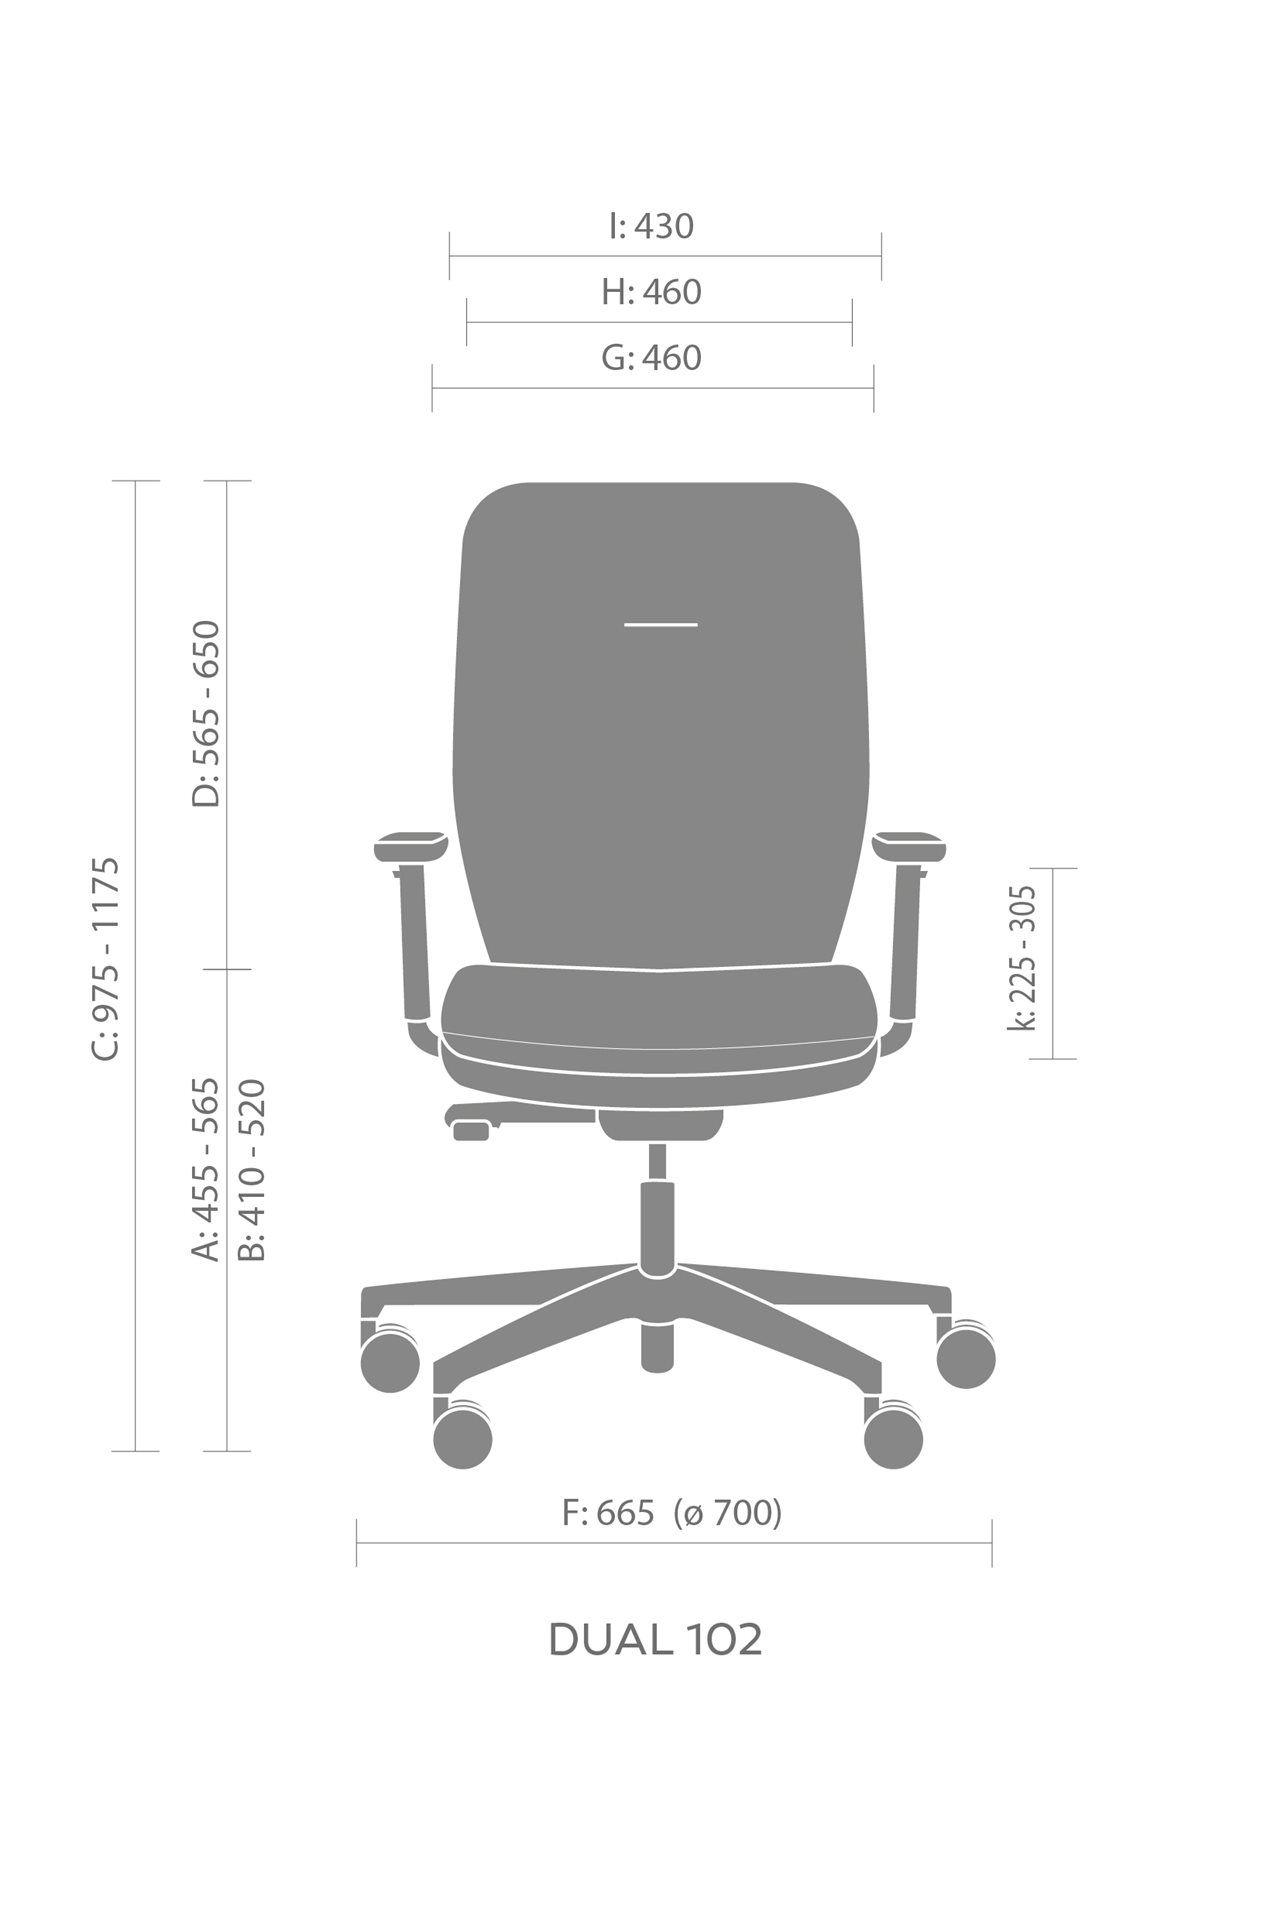 I: 430
H: 460
G: 460
D: 565 - 650
C: 975 - 1175
k: 225 - 305
A: 455 - 565
B: 410 - 520
F: 665 (ø 700)
DUAL 102